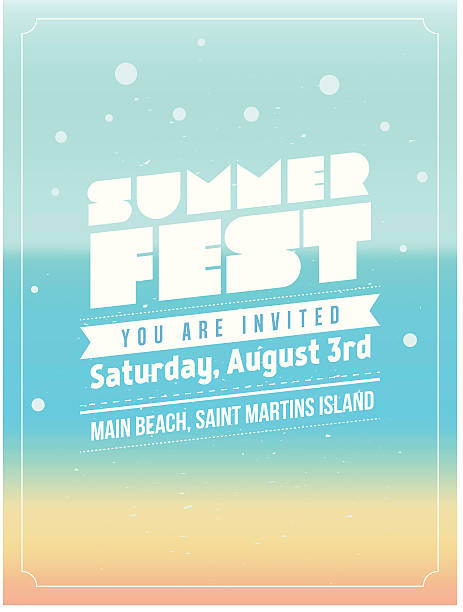 SUMMER
FEST
YOU ARE INVITED
Saturday, August 3rd
MAIN BEACH, SAINT MARTINS ISLAND